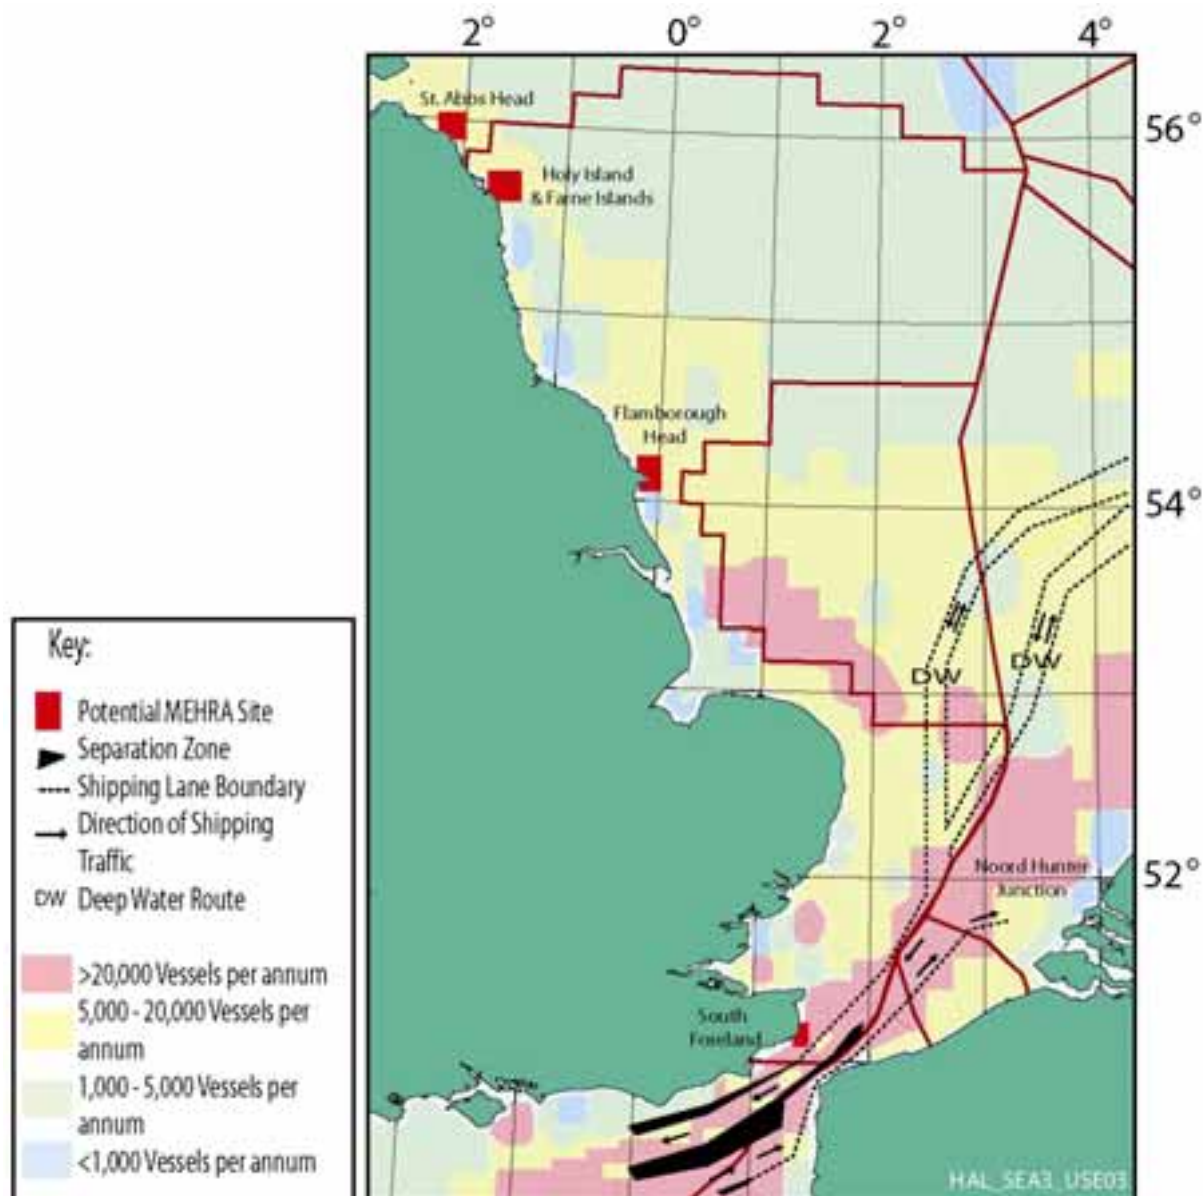 2° 0° 2° 4°
St. Abbs Head
56°
Holy Island
& Farne Islands
Flamborough
Head
54°
DW DW
52°
Noord Hunter
Junction
South
Foreland
Key:
Potential MEHRA Site
Separation Zone
Shipping Lane Boundary
Direction of Shipping
Traffic
DW Deep Water Route
>20,000 Vessels per annum
5,000 - 20,000 Vessels per
annum
1,000 - 5,000 Vessels per
annum
<1,000 Vessels per annum
HAL_SEA3_USE03